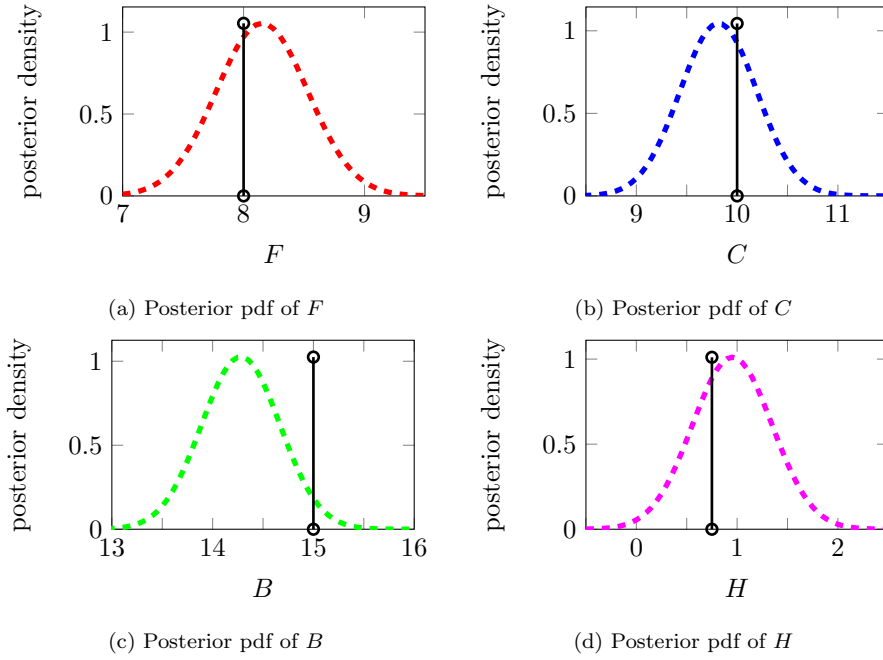 posterior density
1
0.5
0
7
8
9
F
(a) Posterior pdf of F
posterior density
1
0.5
0
9
10
11
C
(b) Posterior pdf of C
posterior density
1
0.5
0
13
14
15
16
B
(c) Posterior pdf of B
posterior density
1
0.5
0
0
1
2
H
(d) Posterior pdf of H